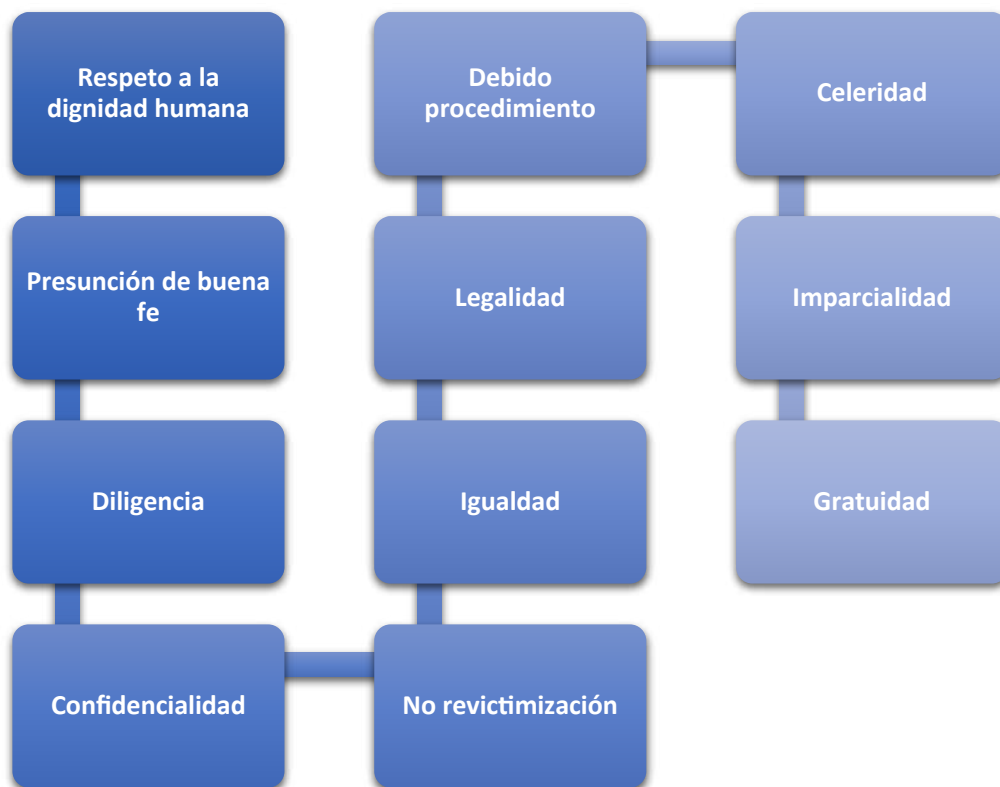 Respeto a la
dignidad humana
Presunción de buena
fe
Diligencia
Confidencialidad
No revictimización
Igualdad
Legalidad
Debido
procedimiento
Celeridad
Imparcialidad
Gratuidad